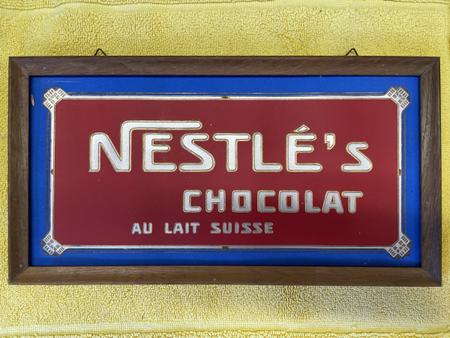 NESTLÉ's
CHOCOLAT
AU LAIT SUISSE